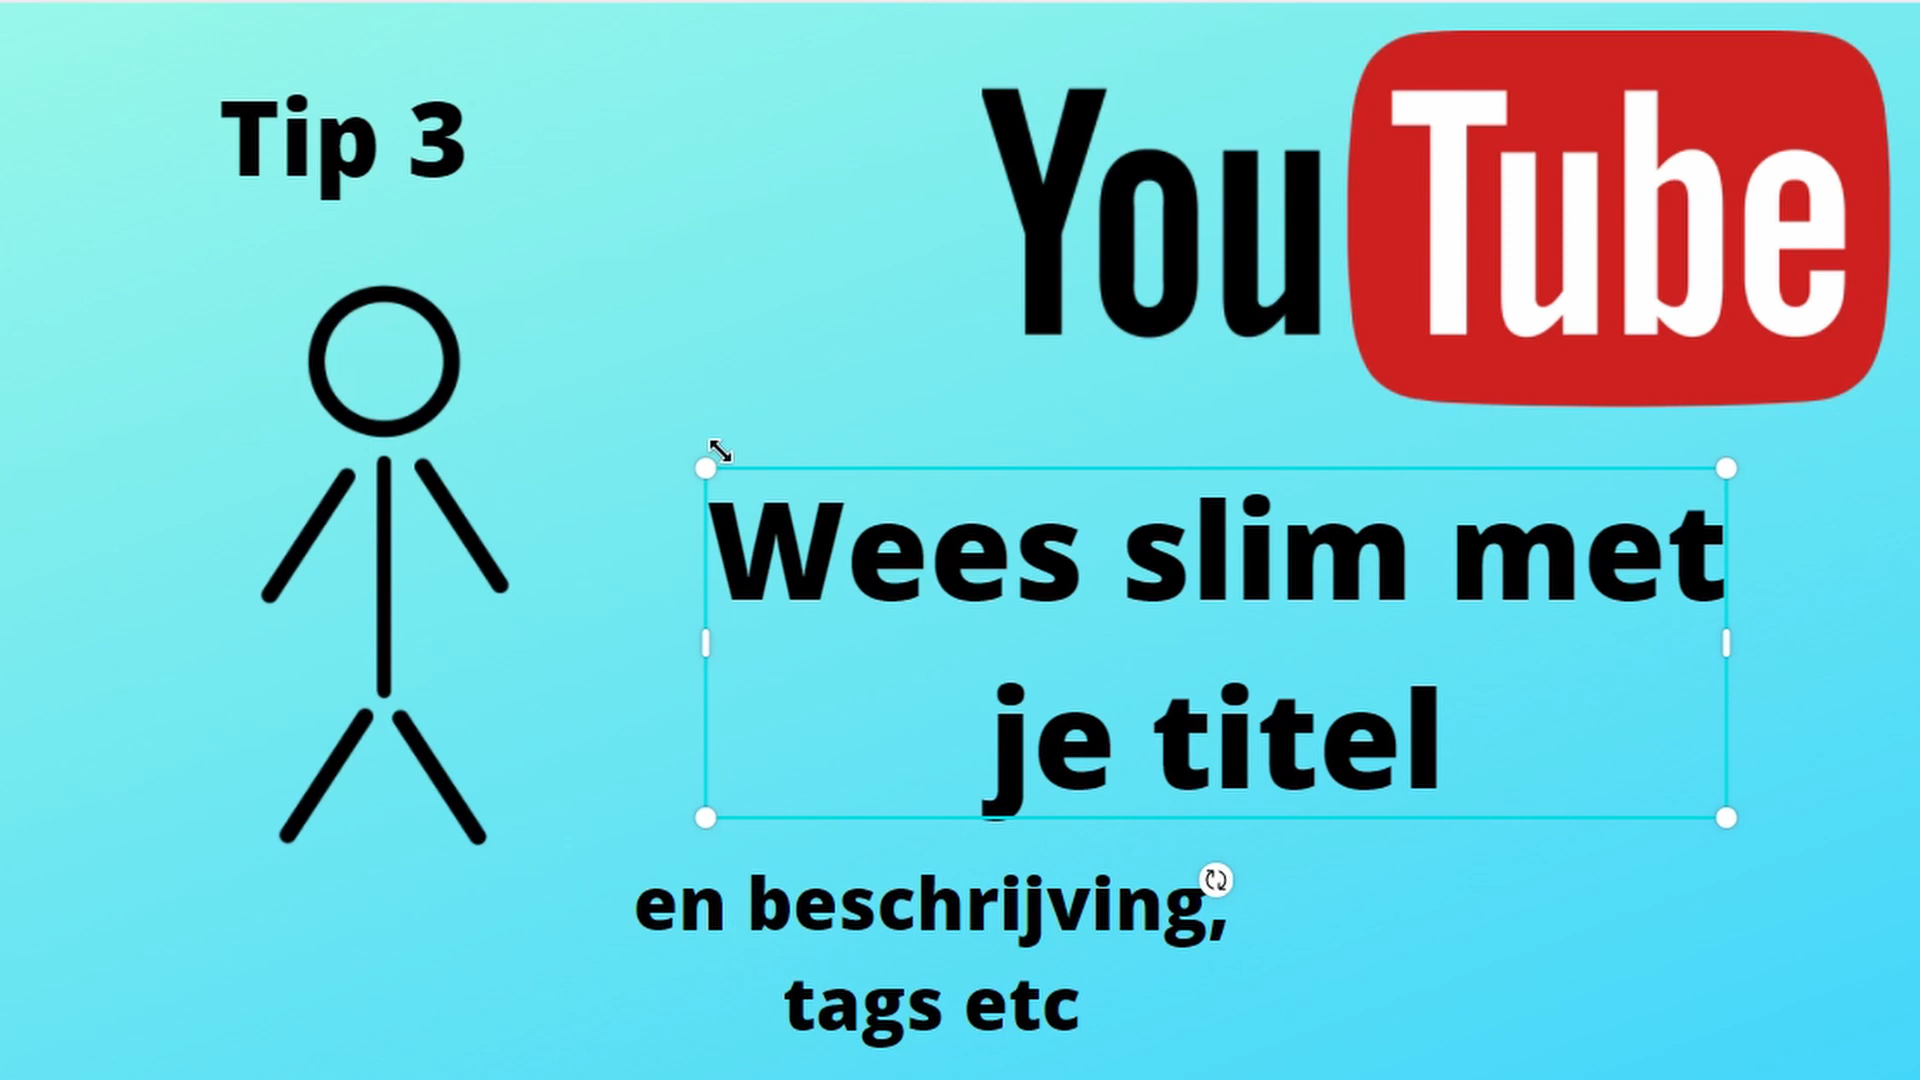 Tip 3
YouTube
Wees slim met
je titel
en beschrijving,
tags etc